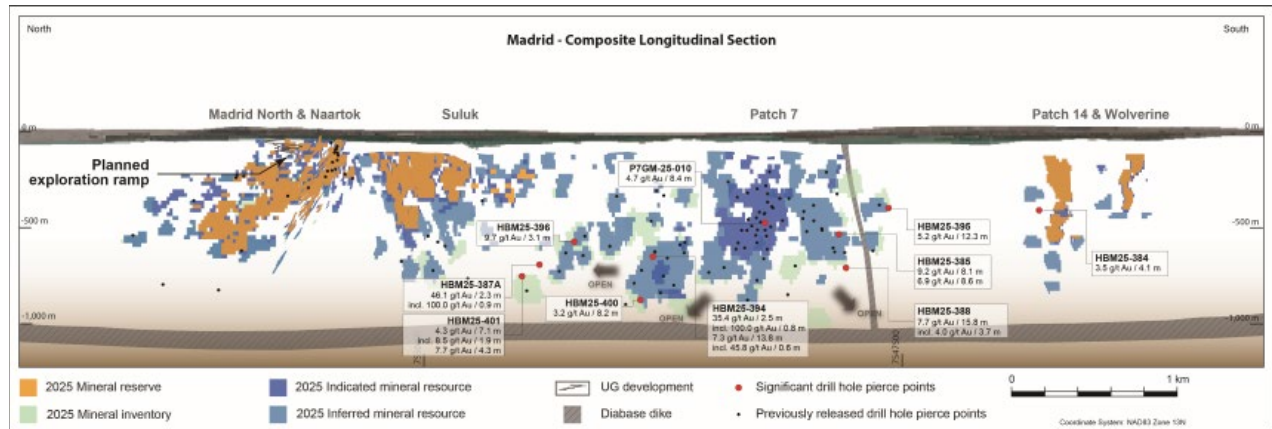 North
South
Madrid - Composite Longitudinal Section
Madrid North & Naartok
Suluk
Patch 7
Patch 14 & Wolverine
0 m
0 m
Planned
exploration ramp
P7GM-25-010
4.7 g/t Au / 8.4 m
-500 m
-500 m
HBM25-396
9.7 g/t Au / 3.1 m
HBM25-395
5.2 g/t Au / 12.3 m
HBM25-385
9.2 g/t Au / 8.1 m
6.9 g/t Au / 8.6 m
HBM25-384
3.5 g/t Au / 4.1 m
OPEN
HBM25-387A
46.1 g/t Au / 2.3 m
incl. 100.0 g/t Au / 0.9 m
HBM25-400
3.2 g/t Au / 8.2 m
HBM25-394
35.4 g/t Au / 2.5 m
incl. 100.0 g/t Au / 0.8 m
7.3 g/t Au / 13.8 m
incl. 45.8 g/t Au / 0.6 m
HBM25-388
7.7 g/t Au / 15.8 m
incl. 4.0 g/t Au / 3.7 m
OPEN
OPEN
HBM25-401
4.3 g/t Au / 7.1 m
incl. 8.5 g/t Au / 1.9 m
7.7 g/t Au / 4.3 m
-1,000 m
-1,000 m
7547500
2025 Mineral reserve
2025 Indicated mineral resource
UG development
Significant drill hole pierce points
0
1 km
2025 Mineral inventory
2025 Inferred mineral resource
Diabase dike
Previously released drill hole pierce points
Coordinate System: NAD83 Zone 13N